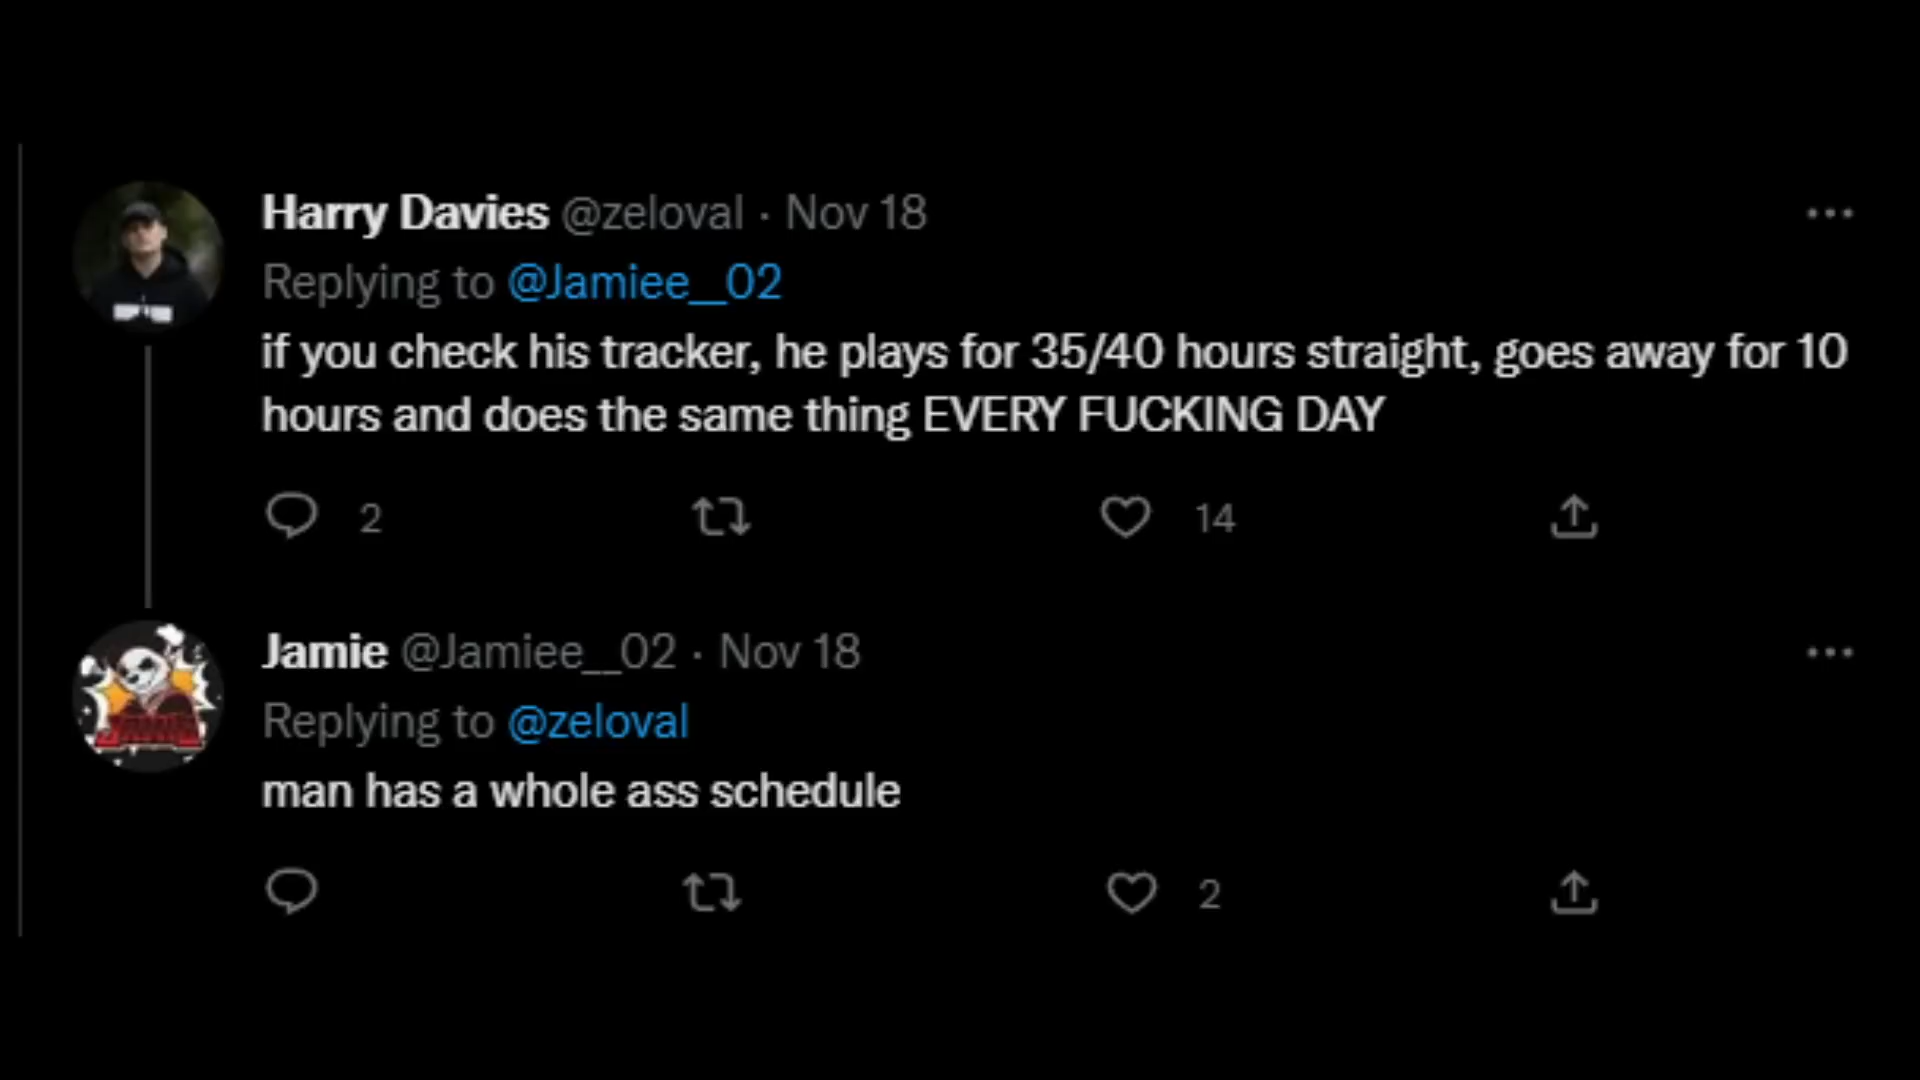 Harry Davies @zeloval · Nov 18
Replying to @Jamiee__02
if you check his tracker, he plays for 35/40 hours straight, goes away for 10
hours and does the same thing EVERY FUCKING DAY
2 14
Jamie @Jamiee__02 · Nov 18
Replying to @zeloval
man has a whole ass schedule
2